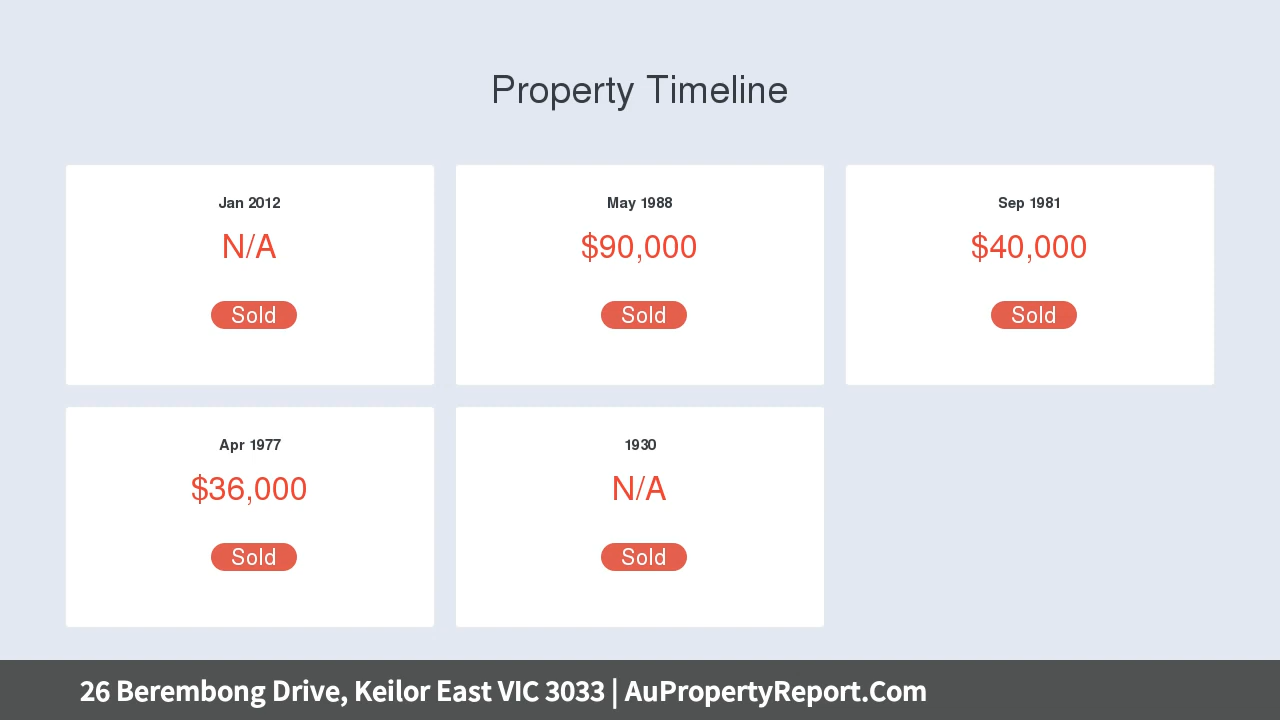 Property Timeline
Jan 2012
N/A
Sold
May 1988
$90,000
Sold
Sep 1981
$40,000
Sold
Apr 1977
$36,000
Sold
1930
N/A
Sold
26 Berembong Drive, Keilor East VIC 3033 | AuPropertyReport.Com